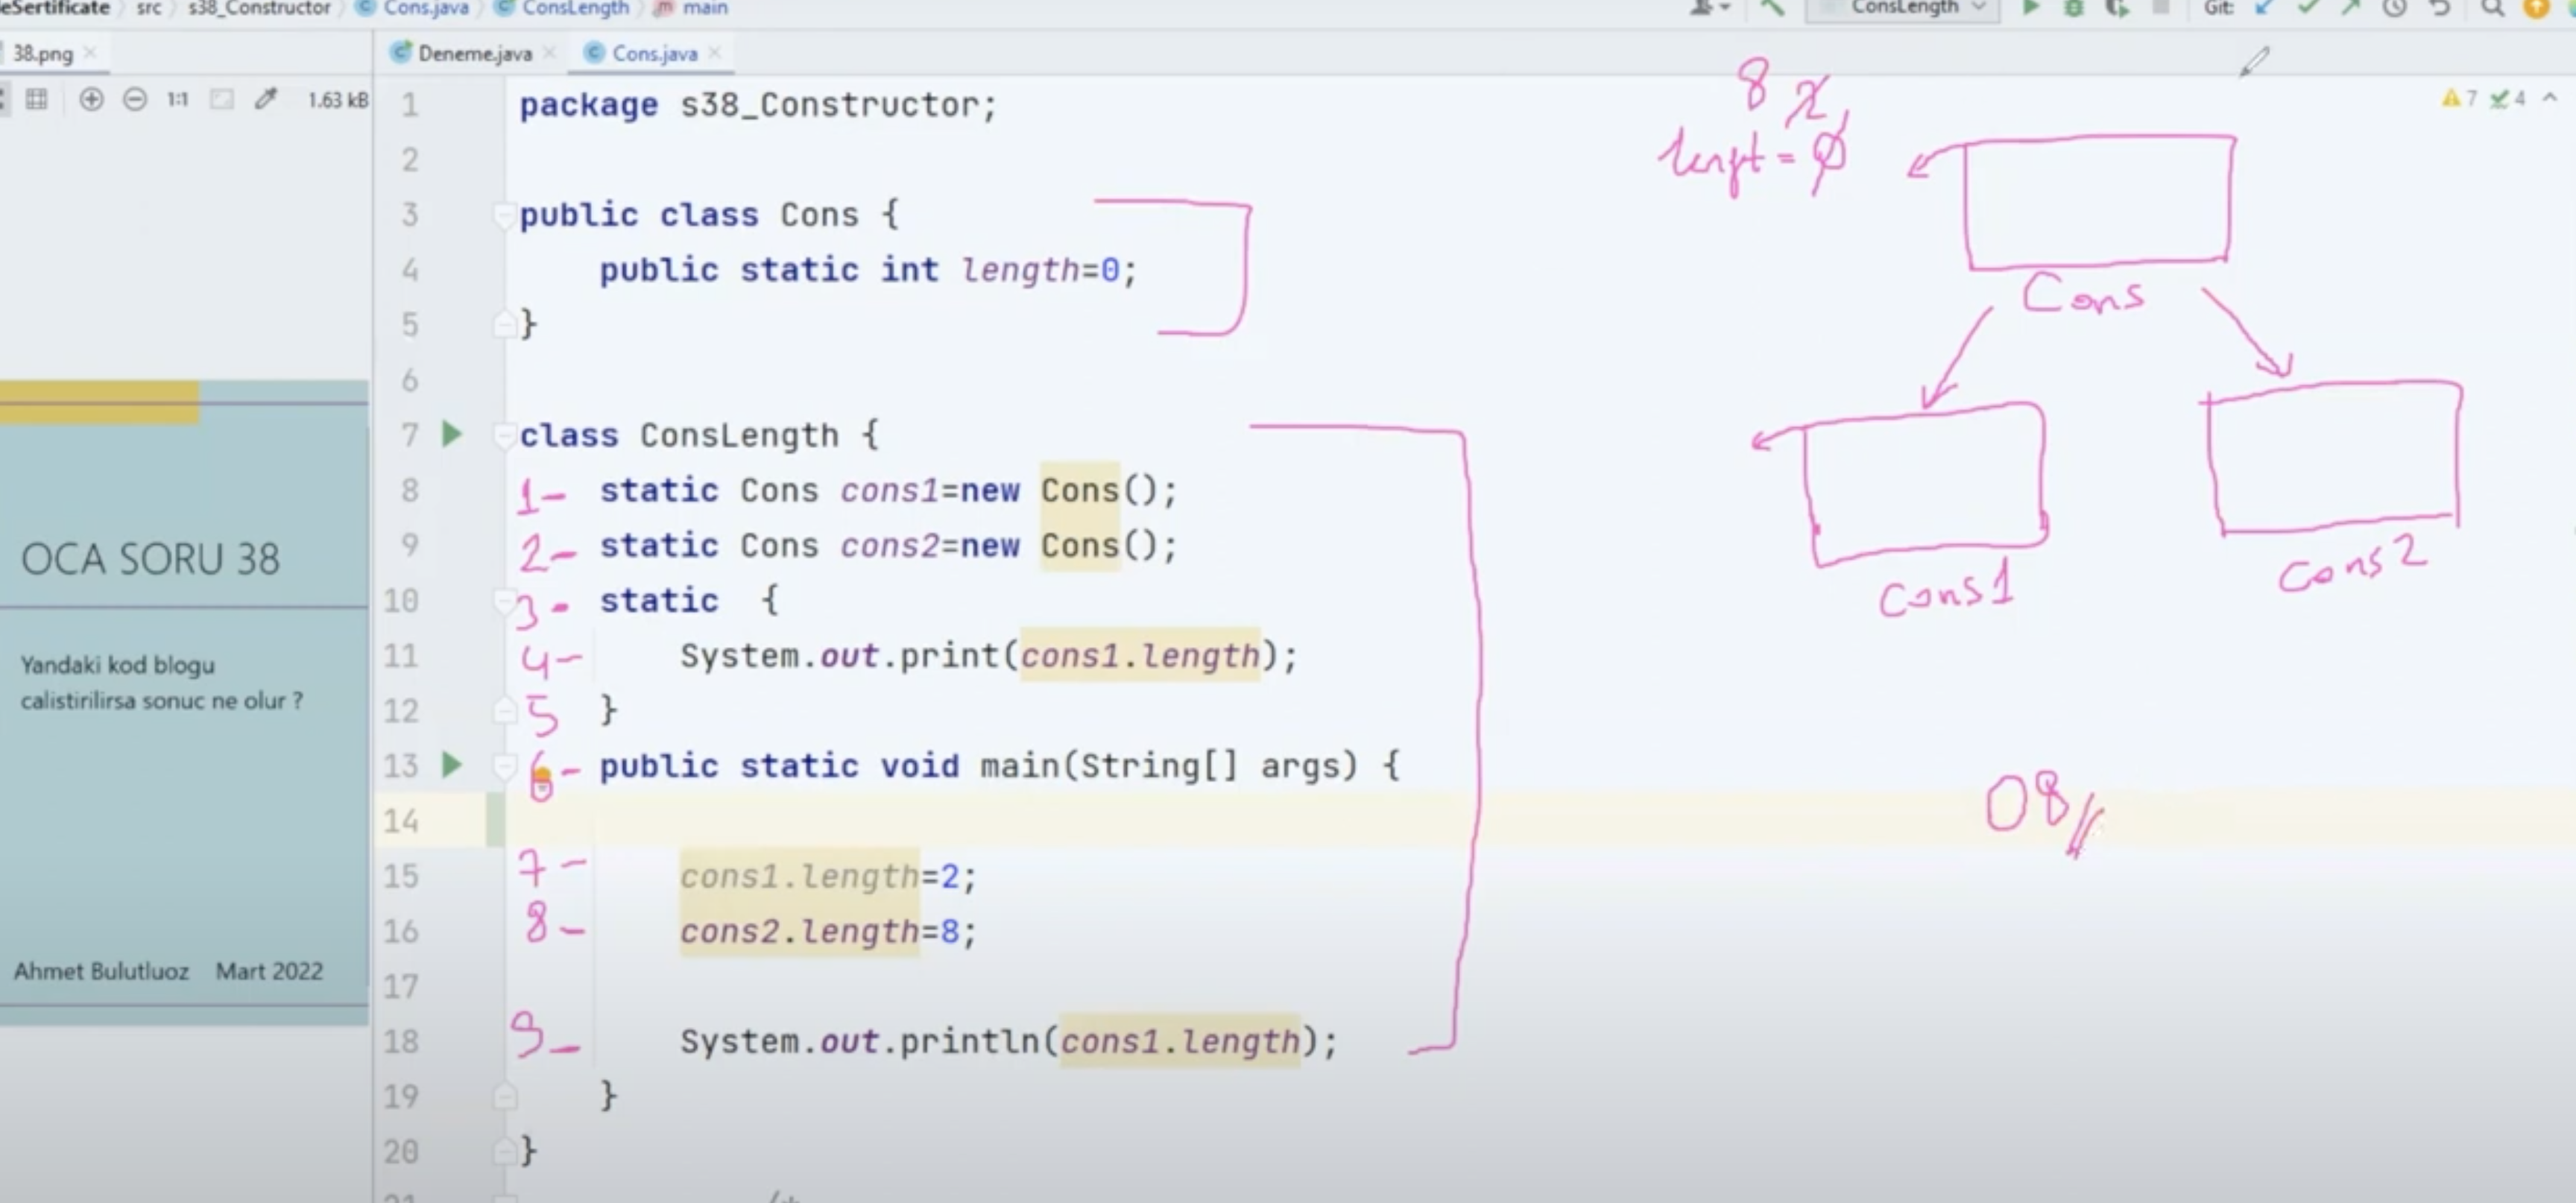 eSertificate src s38_Constructor Cons.java ConsLength main
ConsLength Git:
38.png Deneme.java Cons.java
1:1 1.63 kB
7 4
1 package s38_Constructor;
2
3 public class Cons {
4 public static int length=0;
5 }
6
7 class ConsLength {
8 1- static Cons cons1=new Cons();
9 2- static Cons cons2=new Cons();
10 3- static {
11 4- System.out.print(cons1.length);
12 5 }
13 6- public static void main(String[] args) {
14
15 7- cons1.length=2;
16 8- cons2.length=8;
17
18 9- System.out.println(cons1.length);
19 }
20 }
21 /*
OCA SORU 38
Yandaki kod blogu
calistirilirsa sonuc ne olur ?
Ahmet Bulutluoz Mart 2022
8 2
lengt = 0
Cons
Cons1
Cons2
08